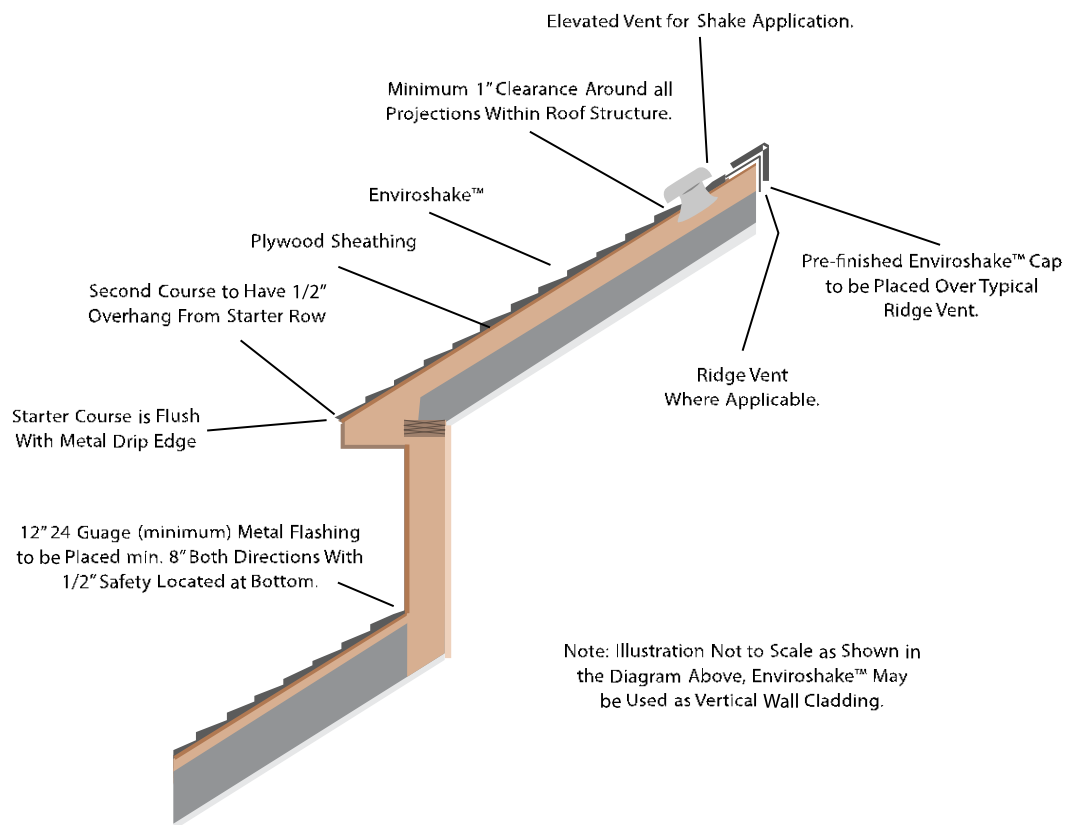 Elevated Vent for Shake Application.
Minimum 1” Clearance Around all
Projections Within Roof Structure.
Enviroshake™
Plywood Sheathing
Second Course to Have 1/2”
Overhang From Starter Row
Starter Course is Flush
With Metal Drip Edge
12” 24 Guage (minimum) Metal Flashing
to be Placed min. 8” Both Directions With
1/2” Safety Located at Bottom.
Pre-finished Enviroshake™ Cap
to be Placed Over Typical
Ridge Vent.
Ridge Vent
Where Applicable.
Note: Illustration Not to Scale as Shown in
the Diagram Above, Enviroshake™ May
be Used as Vertical Wall Cladding.